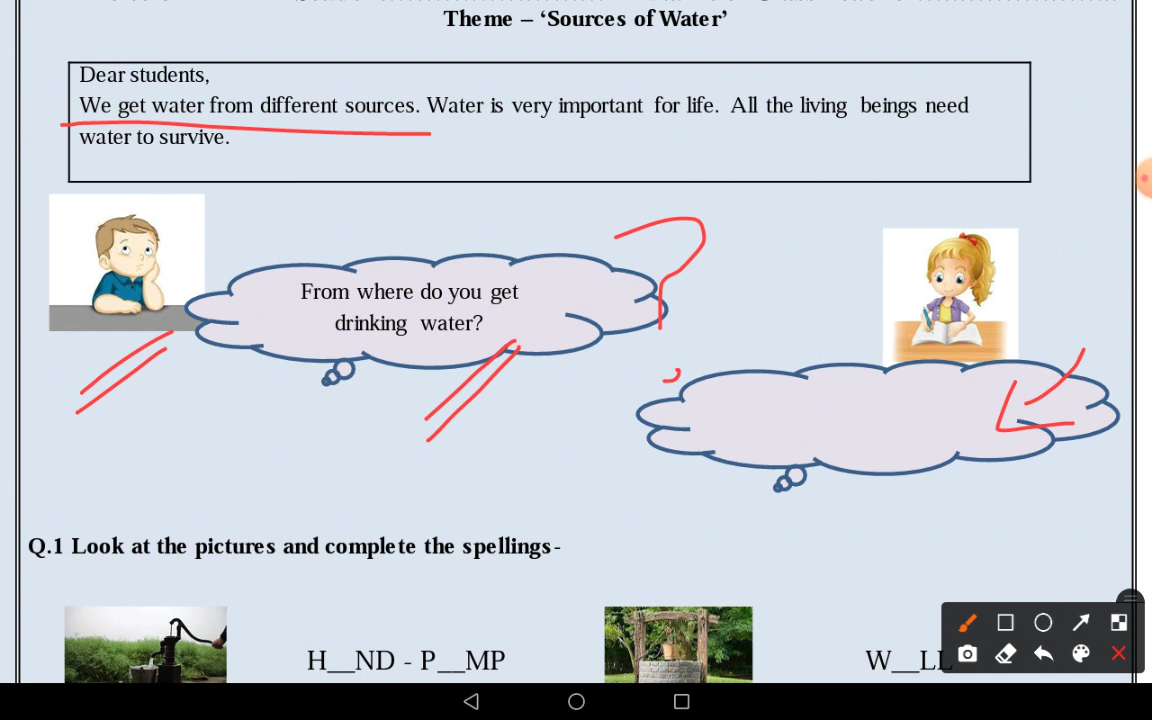 Theme – ‘Sources of Water’
Dear students,
We get water from different sources. Water is very important for life. All the living beings need
water to survive.
From where do you get
drinking water?
Q.1 Look at the pictures and complete the spellings-
H__ND - P__MP
W__LL